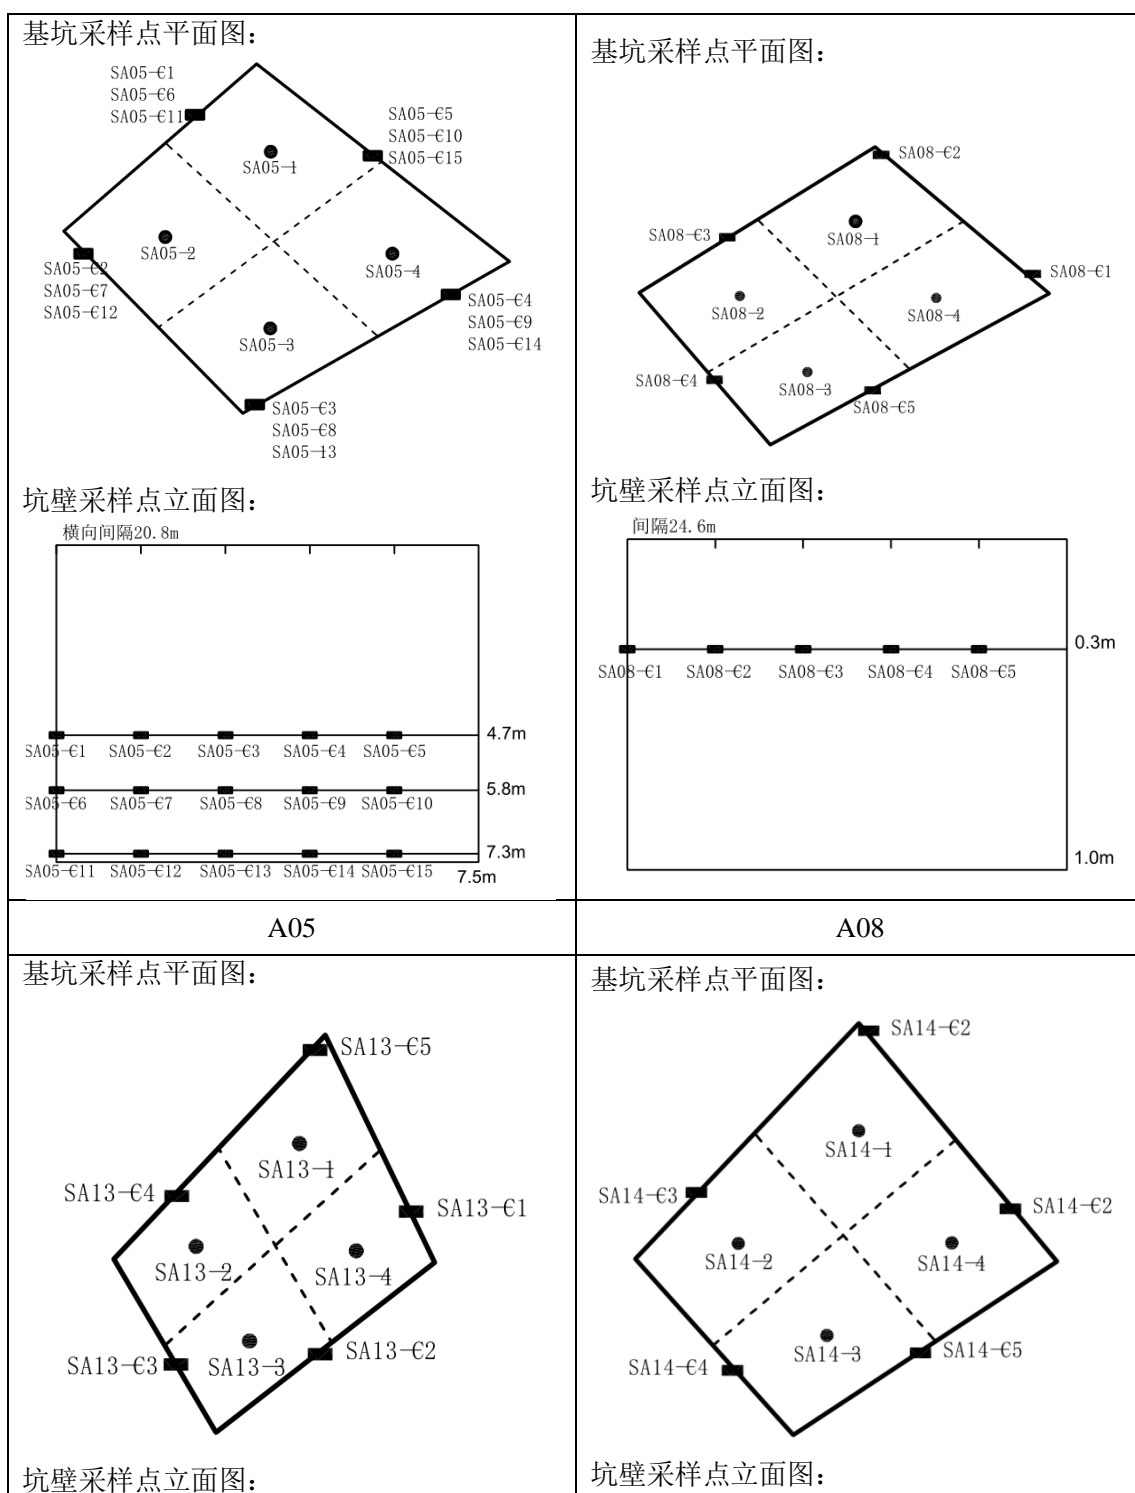 基坑采样点平面图：
SA05-C1
SA05-C6
SA05-C11
SA05-C5
SA05-C10
SA05-C15
SA05-1
SA05-2
SA05-4
SA05-C2
SA05-C7
SA05-C12
SA05-C4
SA05-C9
SA05-C14
SA05-3
SA05-C3
SA05-C8
SA05-13
坑壁采样点立面图：
横向间隔20.8m
4.7m
SA05-C1 SA05-C2 SA05-C3 SA05-C4 SA05-C5
5.8m
SA05-C6 SA05-C7 SA05-C8 SA05-C9 SA05-C10
7.3m
SA05-C11 SA05-C12 SA05-C13 SA05-C14 SA05-C15
7.5m
基坑采样点平面图：
SA08-C2
SA08-C3
SA08-1
SA08-C1
SA08-2
SA08-4
SA08-C4
SA08-3
SA08-C5
坑壁采样点立面图：
间隔24.6m
0.3m
SA08-C1 SA08-C2 SA08-C3 SA08-C4 SA08-C5
1.0m
A05
A08
基坑采样点平面图：
SA13-C5
SA13-1
SA13-C4
SA13-C1
SA13-2
SA13-4
SA13-C3
SA13-3
SA13-C2
坑壁采样点立面图：
基坑采样点平面图：
SA14-C2
SA14-1
SA14-C3
SA14-C2
SA14-2
SA14-4
SA14-C4
SA14-3
SA14-C5
坑壁采样点立面图：